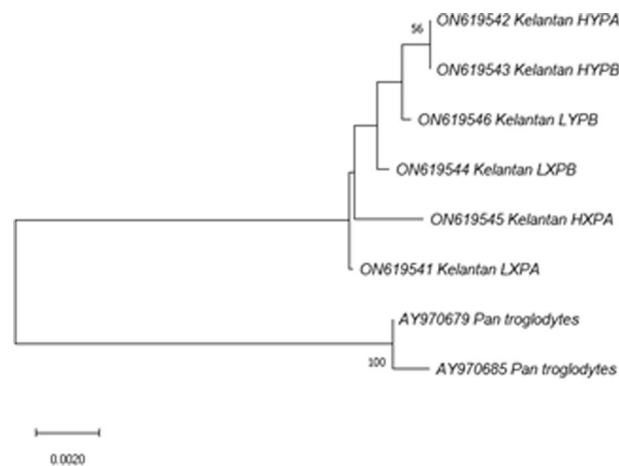 56
ON619542 Kelantan HYPA
ON619543 Kelantan HYPB
ON619546 Kelantan LYPB
ON619544 Kelantan LXPB
ON619545 Kelantan HXPA
ON619541 Kelantan LXPA
AY970679 Pan troglodytes
100
AY970685 Pan troglodytes
0.0020